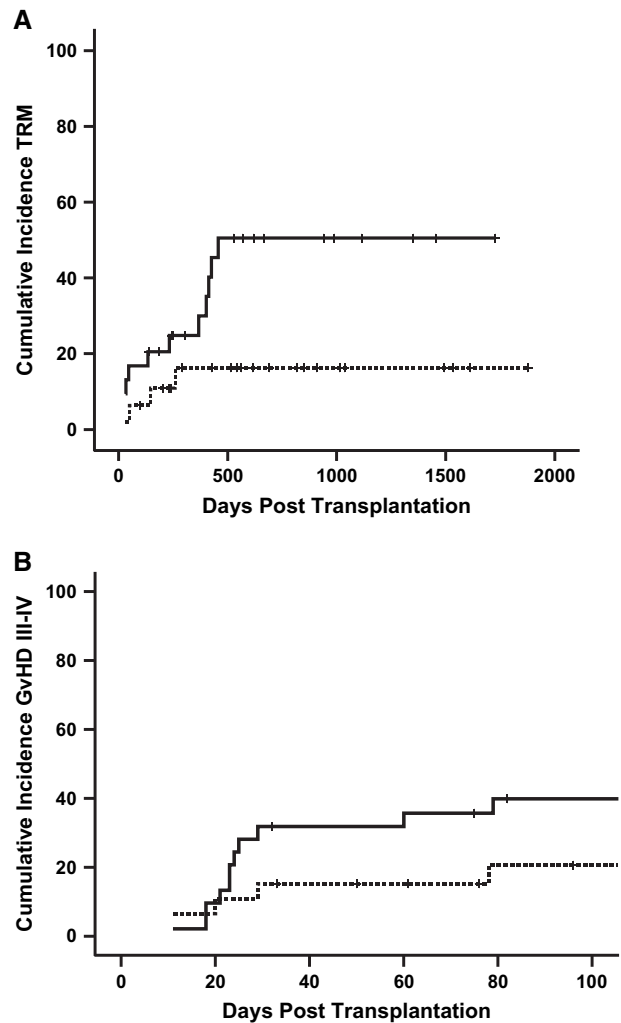 A
Cumulative Incidence TRM
100
80
60
40
20
0
0 500 1000 1500 2000
Days Post Transplantation
B
Cumulative Incidence GvHD III-IV
100
80
60
40
20
0
0 20 40 60 80 100
Days Post Transplantation